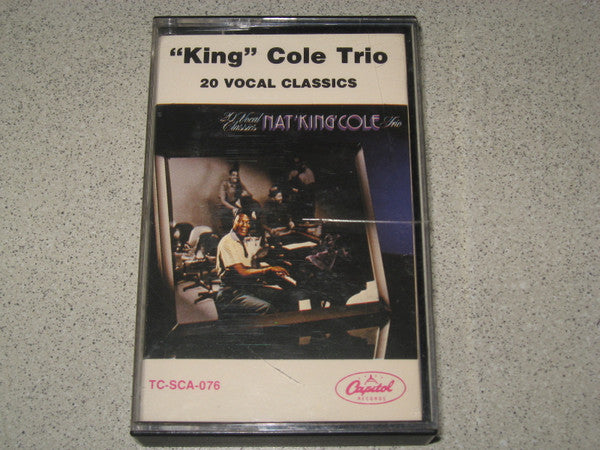 “King” Cole Trio
20 VOCAL CLASSICS
20 Vocal
Classics NAT 'KING' COLE Trio
TC-SCA-076
Capitol
RECORDS